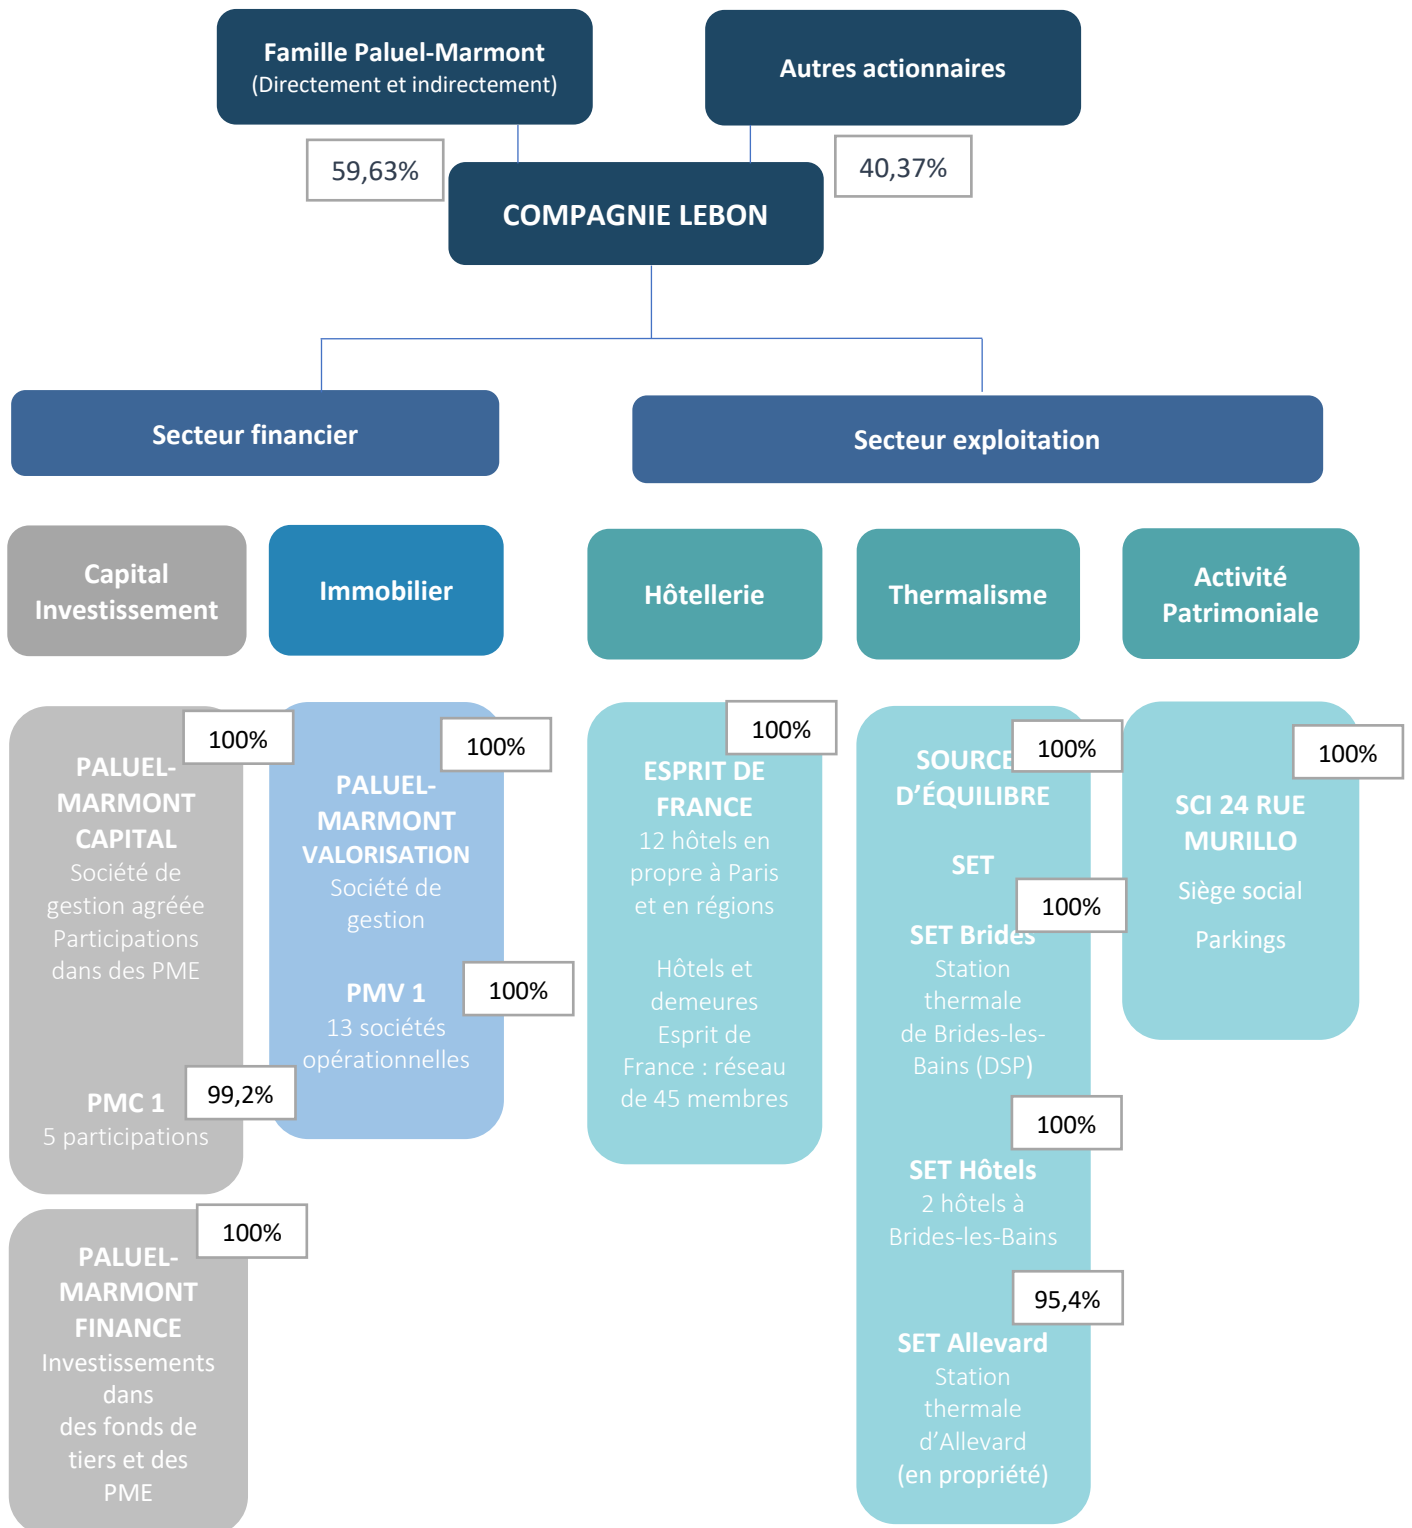 Famille Paluel-Marmont
(Directement et indirectement)
Autres actionnaires
59,63%
40,37%
COMPAGNIE LEBON
Secteur financier
Secteur exploitation
Capital
Investissement
Immobilier
Hôtellerie
Thermalisme
Activité
Patrimoniale
100%
PALUEL-
MARMONT
CAPITAL
Société de
gestion agréée
Participations
dans des PME
99,2%
PMC 1
5 participations
100%
PALUEL-
MARMONT
FINANCE
Investissements
dans
des fonds de
tiers et des
PME
100%
PALUEL-
MARMONT
VALORISATION
Société de
gestion
100%
PMV 1
13 sociétés
opérationnelles
100%
ESPRIT DE
FRANCE
12 hôtels en
propre à Paris
et en régions
Hôtels et
demeures
Esprit de
France : réseau
de 45 membres
100%
SOURCE
D’ÉQUILIBRE
SET
100%
SET Brides
Station
thermale
de Brides-les-
Bains (DSP)
100%
SET Hôtels
2 hôtels à
Brides-les-Bains
95,4%
SET Allevard
Station
thermale
d’Allevard
(en propriété)
100%
SCI 24 RUE
MURILLO
Siège social
Parkings